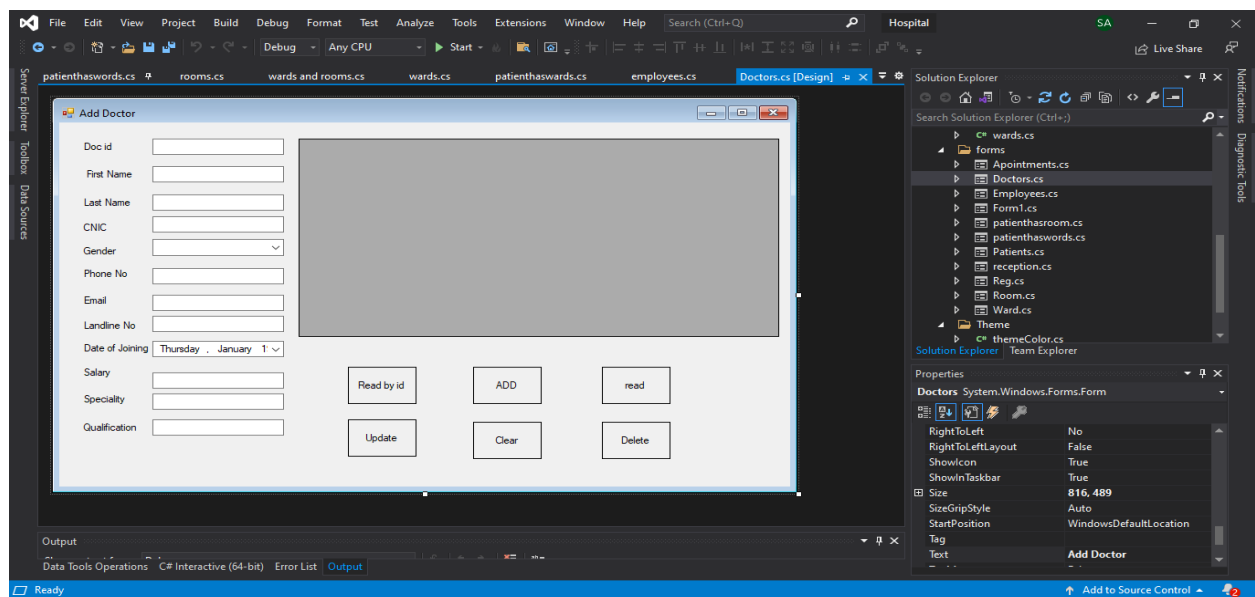 File Edit View Project Build Debug Format Test Analyze Tools Extensions Window Help Search (Ctrl+Q) Hospital SA
Debug Any CPU Start Live Share
Server Explorer
Toolbox
Data Sources
patienthaswords.cs rooms.cs wards and rooms.cs wards.cs patienthaswards.cs employees.cs Doctors.cs [Design]
Add Doctor
Doc id
First Name
Last Name
CNIC
Gender
Phone No
Email
Landline No
Date of Joining Thursday , January 1
Salary
Speciality
Qualification
Read by id ADD read
Update Clear Delete
Output
Data Tools Operations C# Interactive (64-bit) Error List Output
Solution Explorer
Search Solution Explorer (Ctrl+;)
C# wards.cs
forms
Apointments.cs
Doctors.cs
Employees.cs
Form1.cs
patienthasroom.cs
patienthaswords.cs
Patients.cs
reception.cs
Reg.cs
Room.cs
Ward.cs
Theme
C# themeColor.cs
Solution Explorer Team Explorer
Properties
Doctors System.Windows.Forms.Form
RightToLeft No
RightToLeftLayout False
ShowIcon True
ShowInTaskbar True
Size 816, 489
SizeGripStyle Auto
StartPosition WindowsDefaultLocation
Tag
Text Add Doctor
Notifications
Diagnostic Tools
Ready Add to Source Control 2